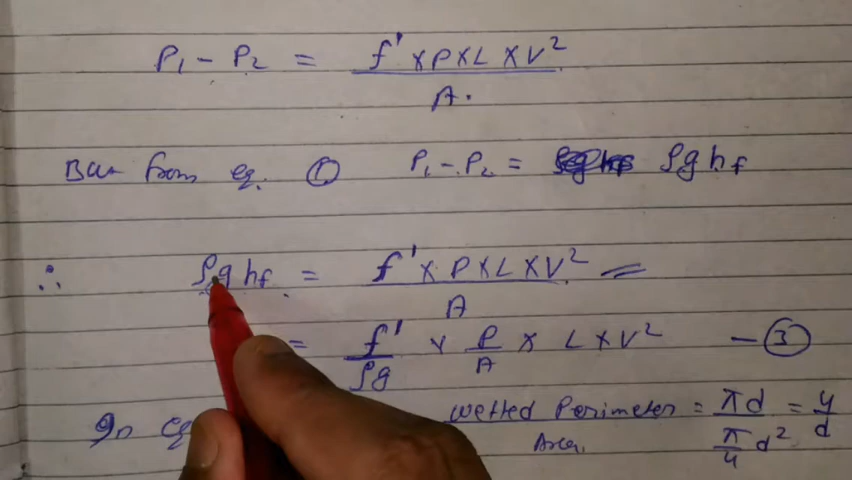 P₁ - P₂ = f' × P × L × V² / A.
But from eq. ① P₁ - P₂ = ρg hf
∴ ρg hf = f' × P × L × V² / A
= f'/ρg × P/A × L × V² — ③
In eq Wetted Perimeter / Area. = πd / π/4 d² = 4/d